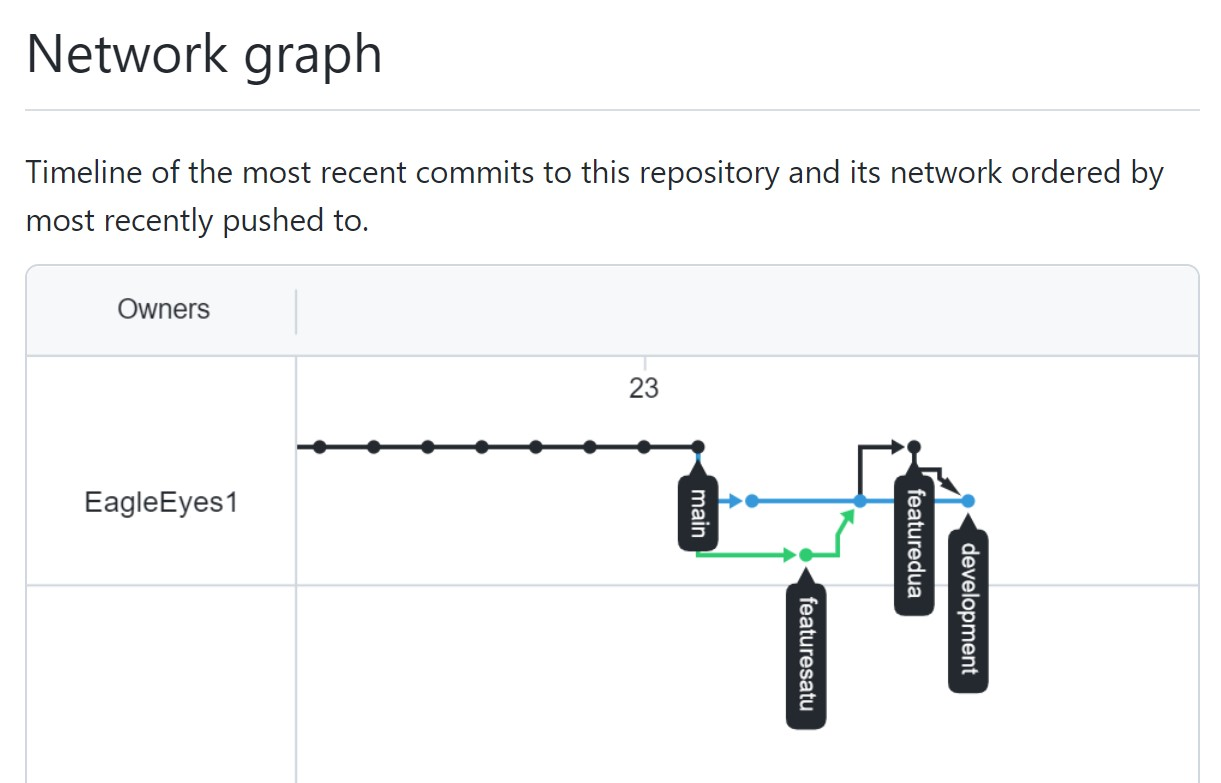 Network graph
Timeline of the most recent commits to this repository and its network ordered by
most recently pushed to.
Owners
23
EagleEyes1
main
featuresatu
featuredua
development